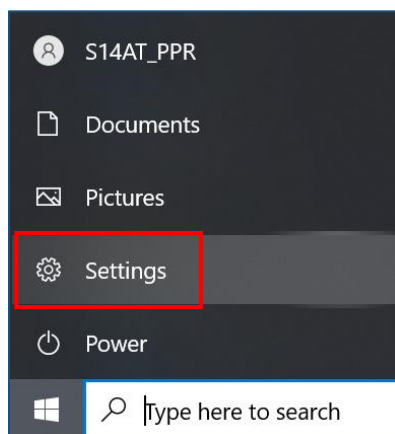 S14AT_PPR
Documents
Pictures
Settings
Power
Type here to search